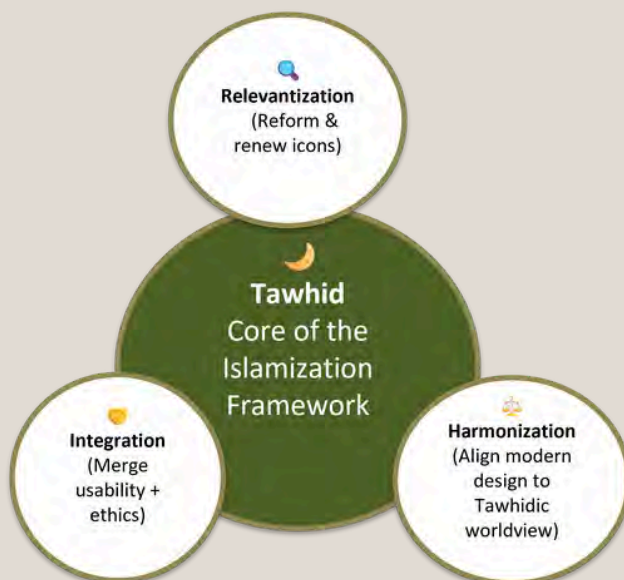 Relevantization
(Reform &
renew icons)
Tawhid
Core of the
Islamization
Framework
Integration
(Merge
usability +
ethics)
Harmonization
(Align modern
design to
Tawhidic
worldview)